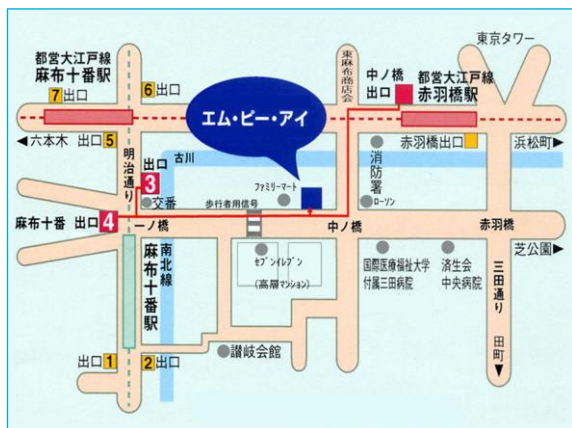 東京タワー
都営大江戸線
麻布十番駅
7出口
6出口
東麻布商店会
中ノ橋
出口
都営大江戸線
赤羽橋駅
エム・ピー・アイ
◀六本木 出口5
明治通り
出口
3
古川
消防署
赤羽橋出口
浜松町▶
交番
ファミリーマート
ローソン
歩行者用信号
麻布十番 出口4
一ノ橋
中ノ橋
赤羽橋
芝公園▶
麻布十番駅
南北線
セブンイレブン
(高層マンション)
国際医療福祉大学
付属三田病院
済生会
中央病院
三田通り
田町
▼
讃岐会館
出口1
2出口